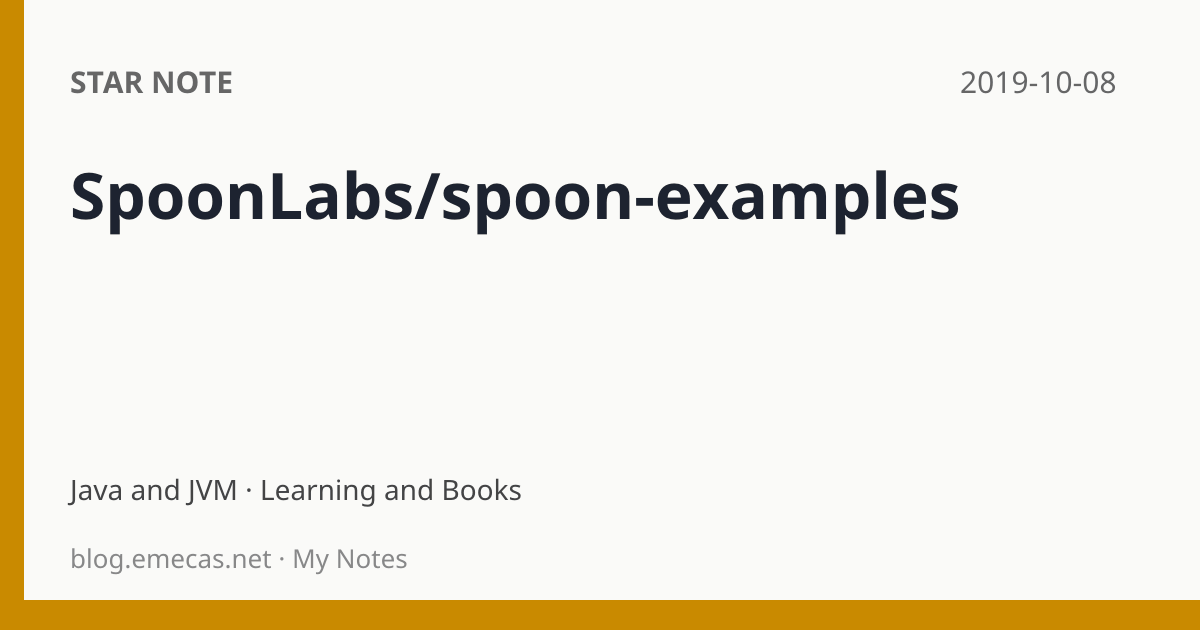 STAR NOTE
2019-10-08
SpoonLabs/spoon-examples
Java and JVM · Learning and Books
blog.emecas.net · My Notes